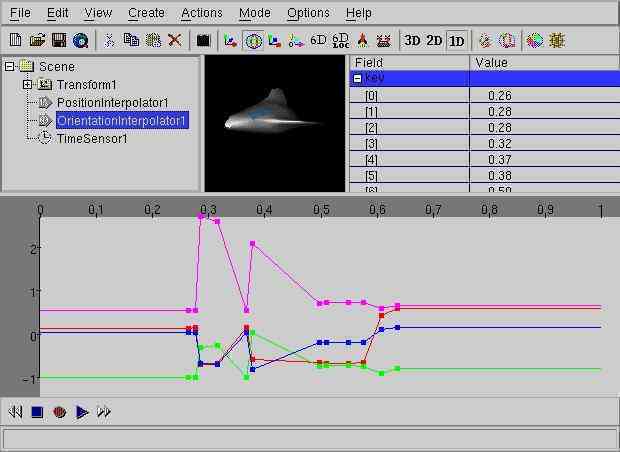 File Edit View Create Actions Mode Options Help
6D 6D LOC 3D 2D 1D
Scene
Transform1
PositionInterpolator1
OrientationInterpolator1
TimeSensor1
Field Value
key
[0] 0.26
[1] 0.28
[2] 0.28
[3] 0.32
[4] 0.37
[5] 0.38
[6] 0.50
0 0,1 0,2 0,3 0,4 0,5 0,6 0,7 0,8 0,9 1
2
1
0
-1